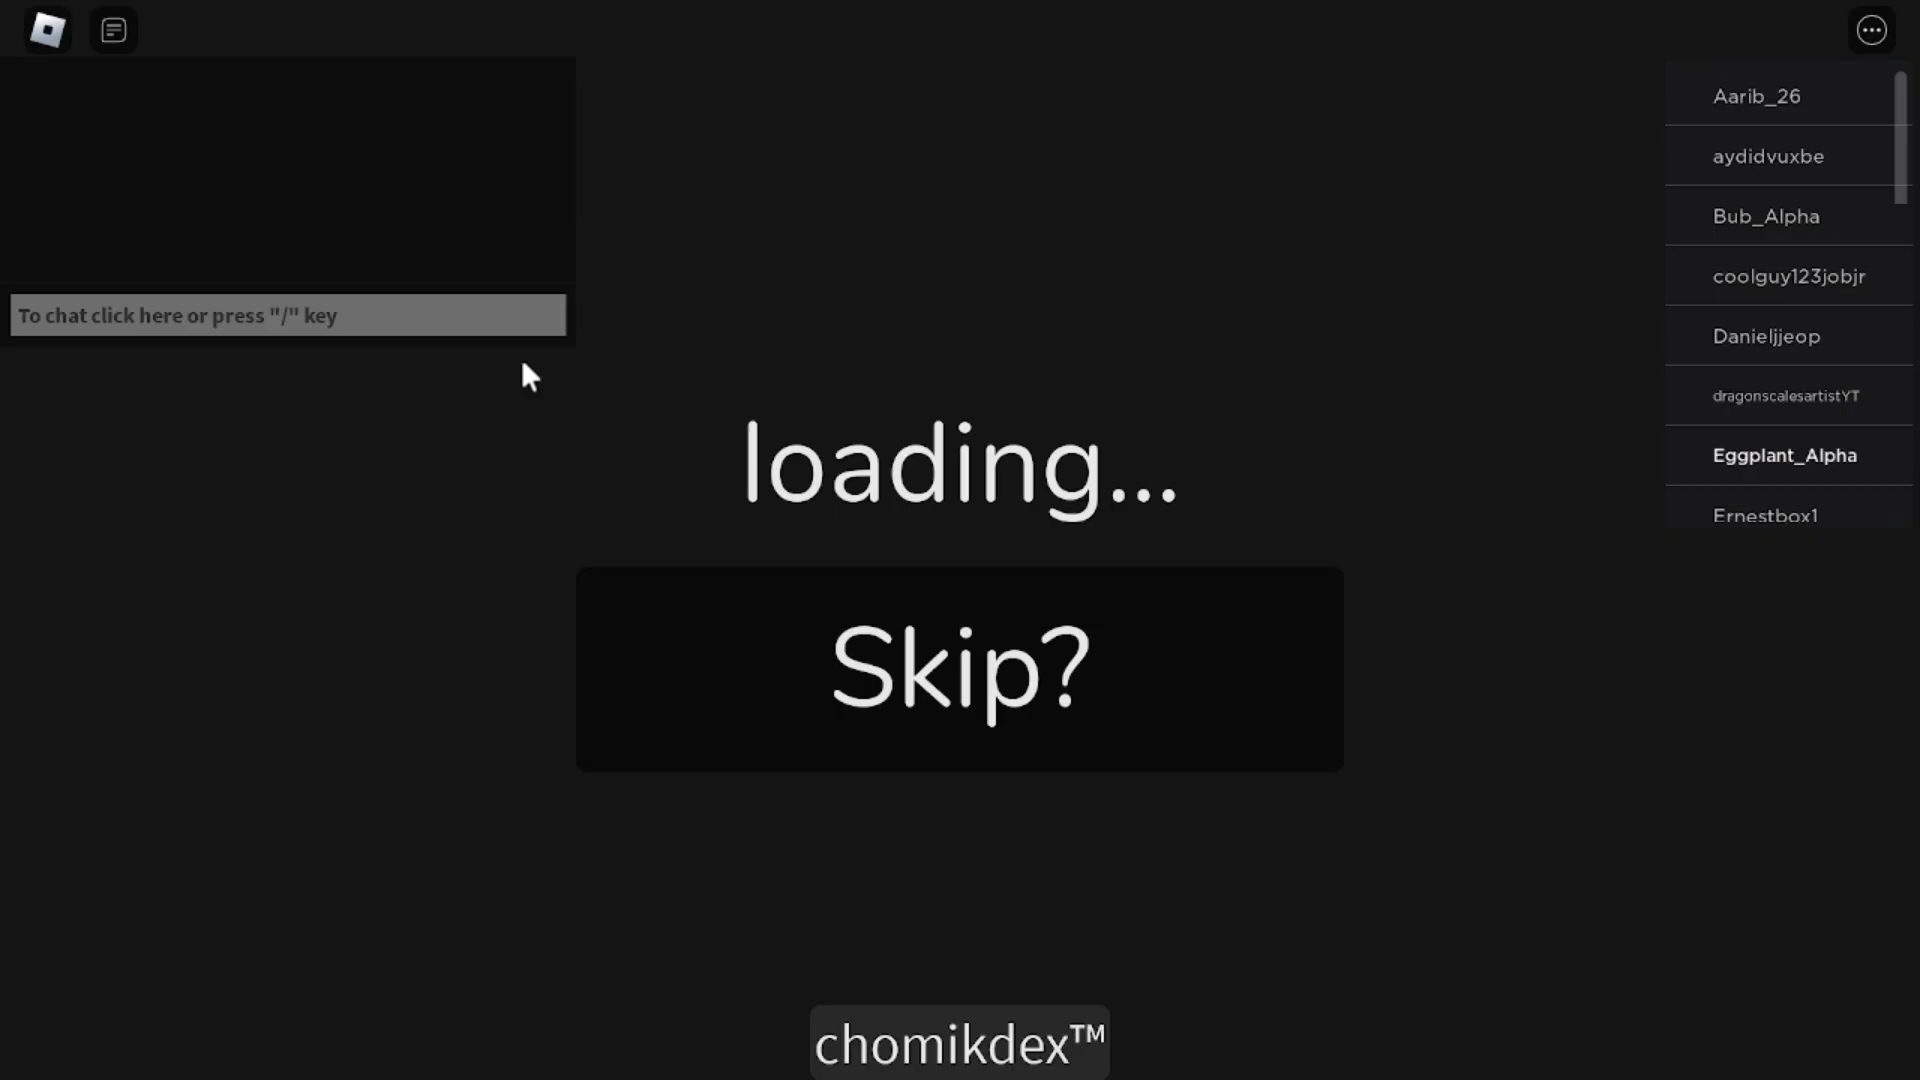 To chat click here or press "/" key
loading...
Skip?
chomikdex™
Aarib_26
aydidvuxbe
Bub_Alpha
coolguy123jobjr
Danieljjeop
dragonscalesartistYT
Eggplant_Alpha
Ernestbox1